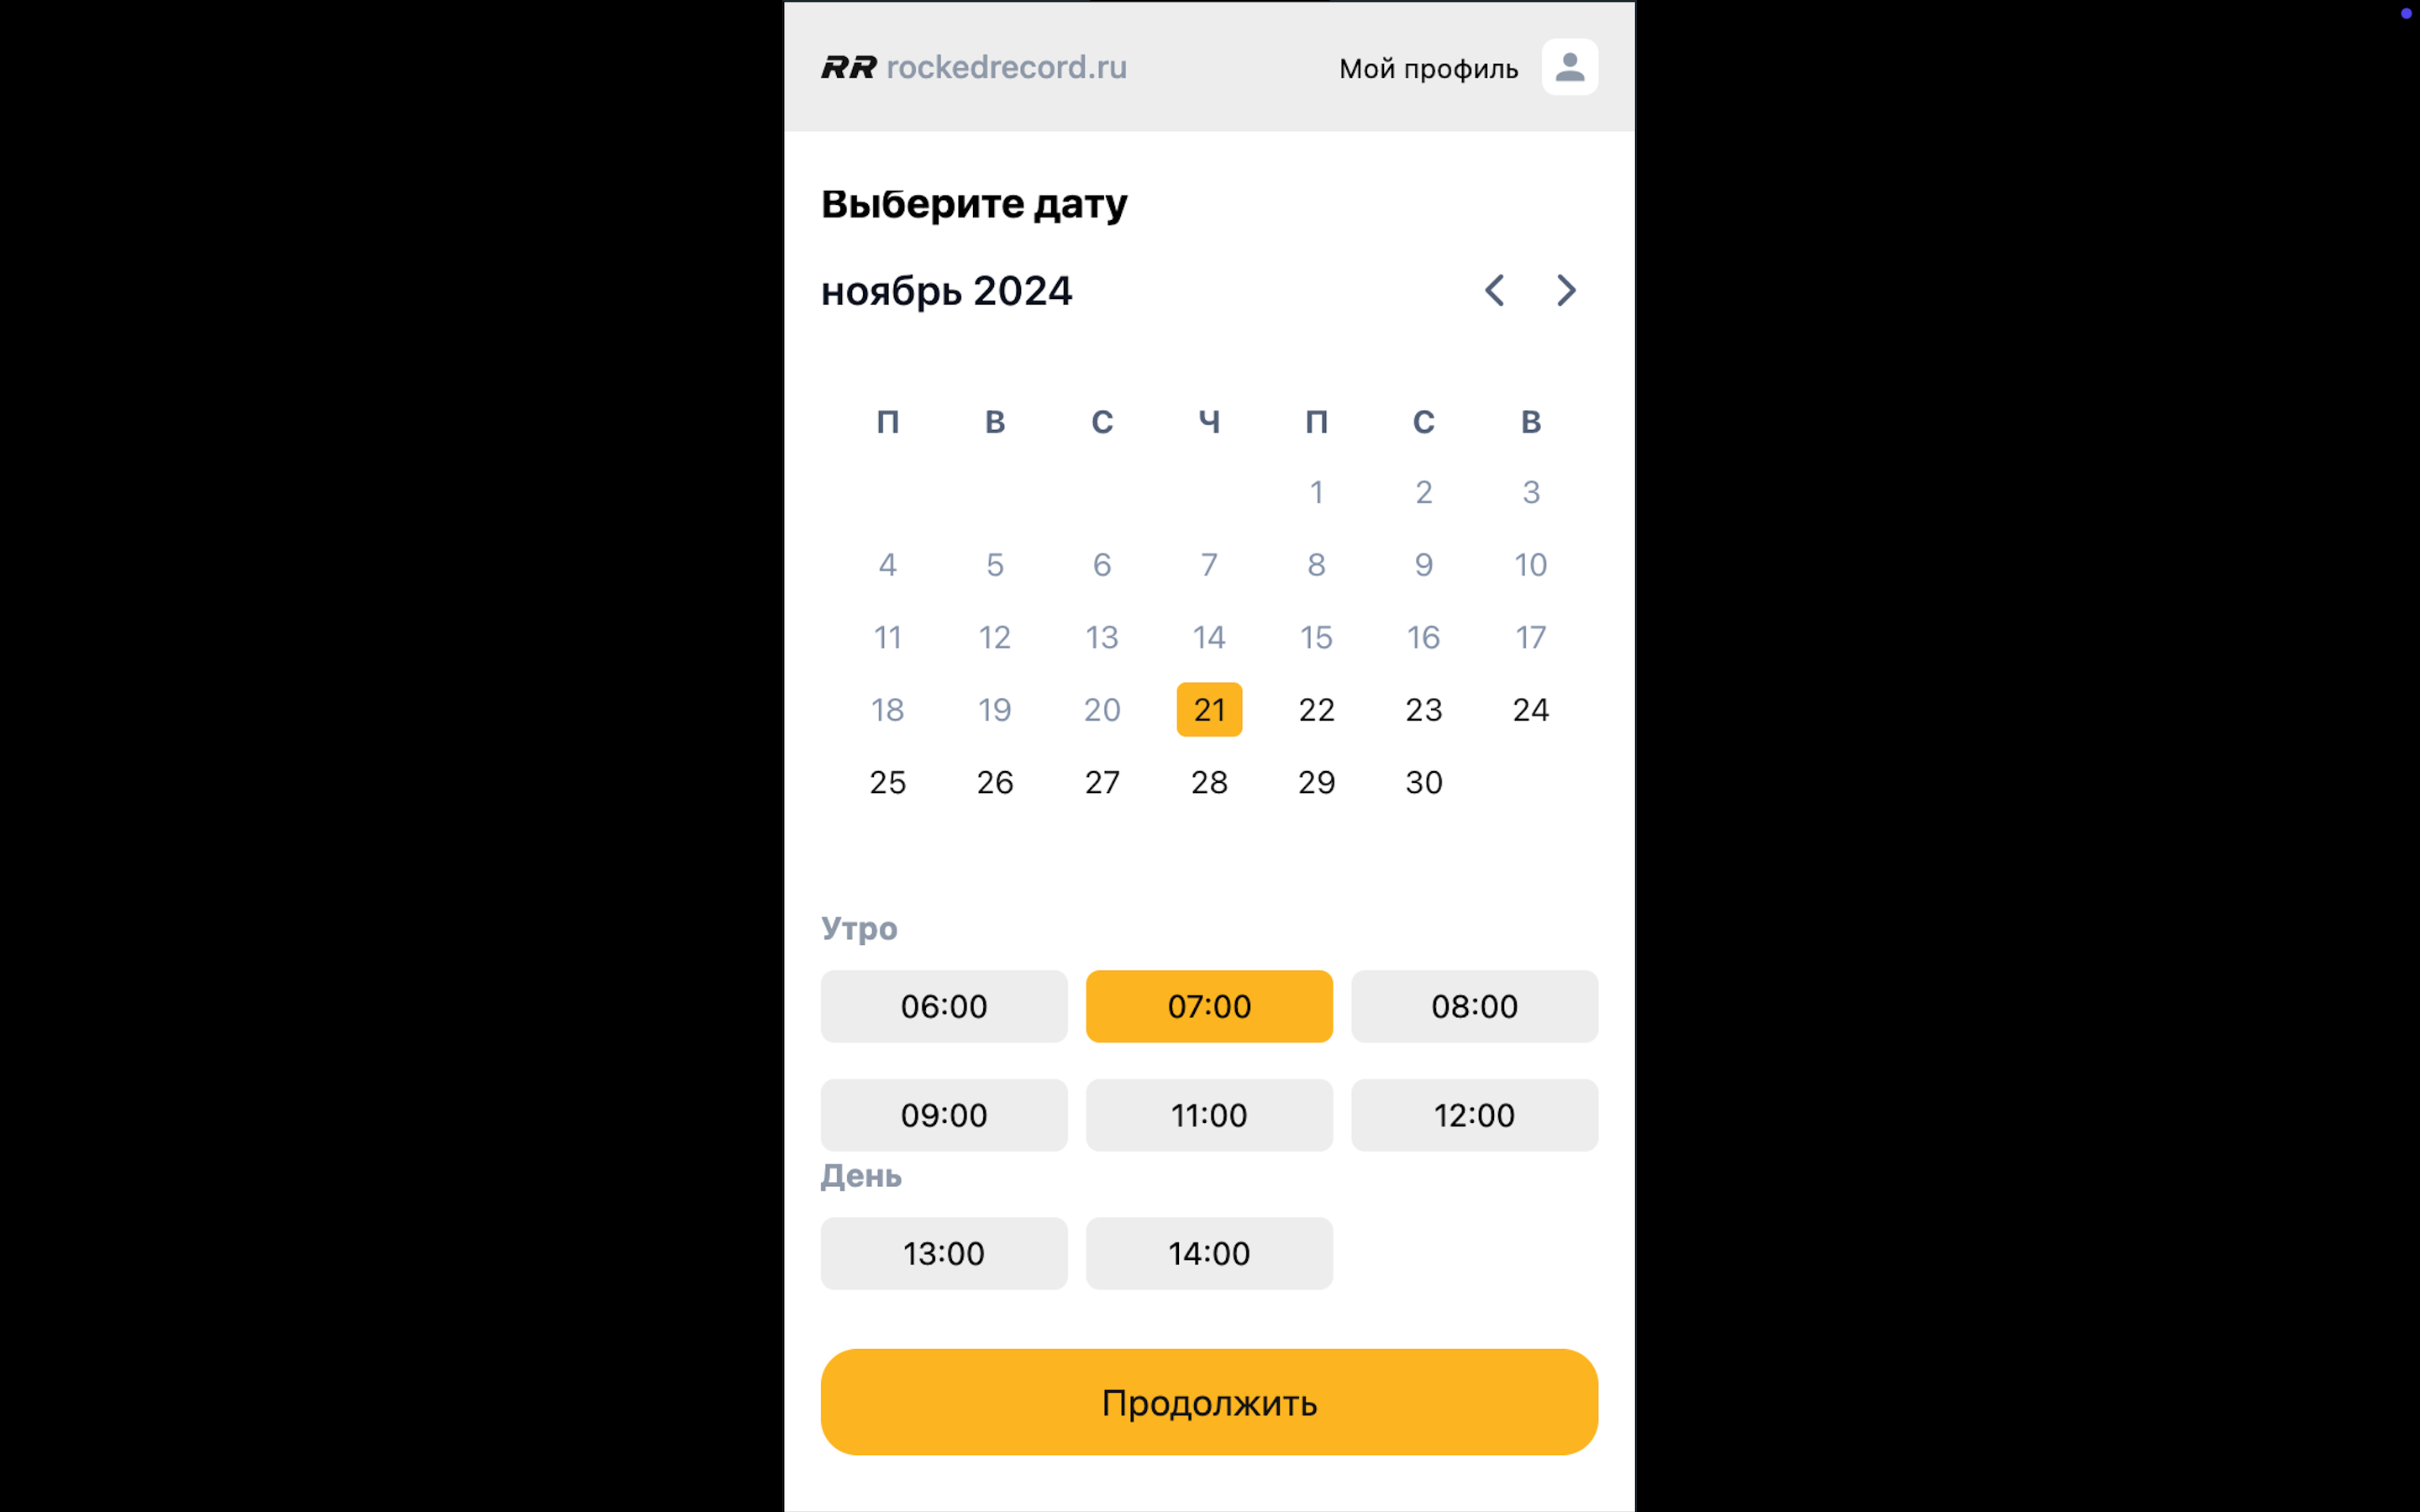 RR rockedrecord.ru Мой профиль
Выберите дату
ноябрь 2024
П В С Ч П С В
1 2 3
4 5 6 7 8 9 10
11 12 13 14 15 16 17
18 19 20 21 22 23 24
25 26 27 28 29 30
Утро
06:00 07:00 08:00
09:00 11:00 12:00
День
13:00 14:00
Продолжить